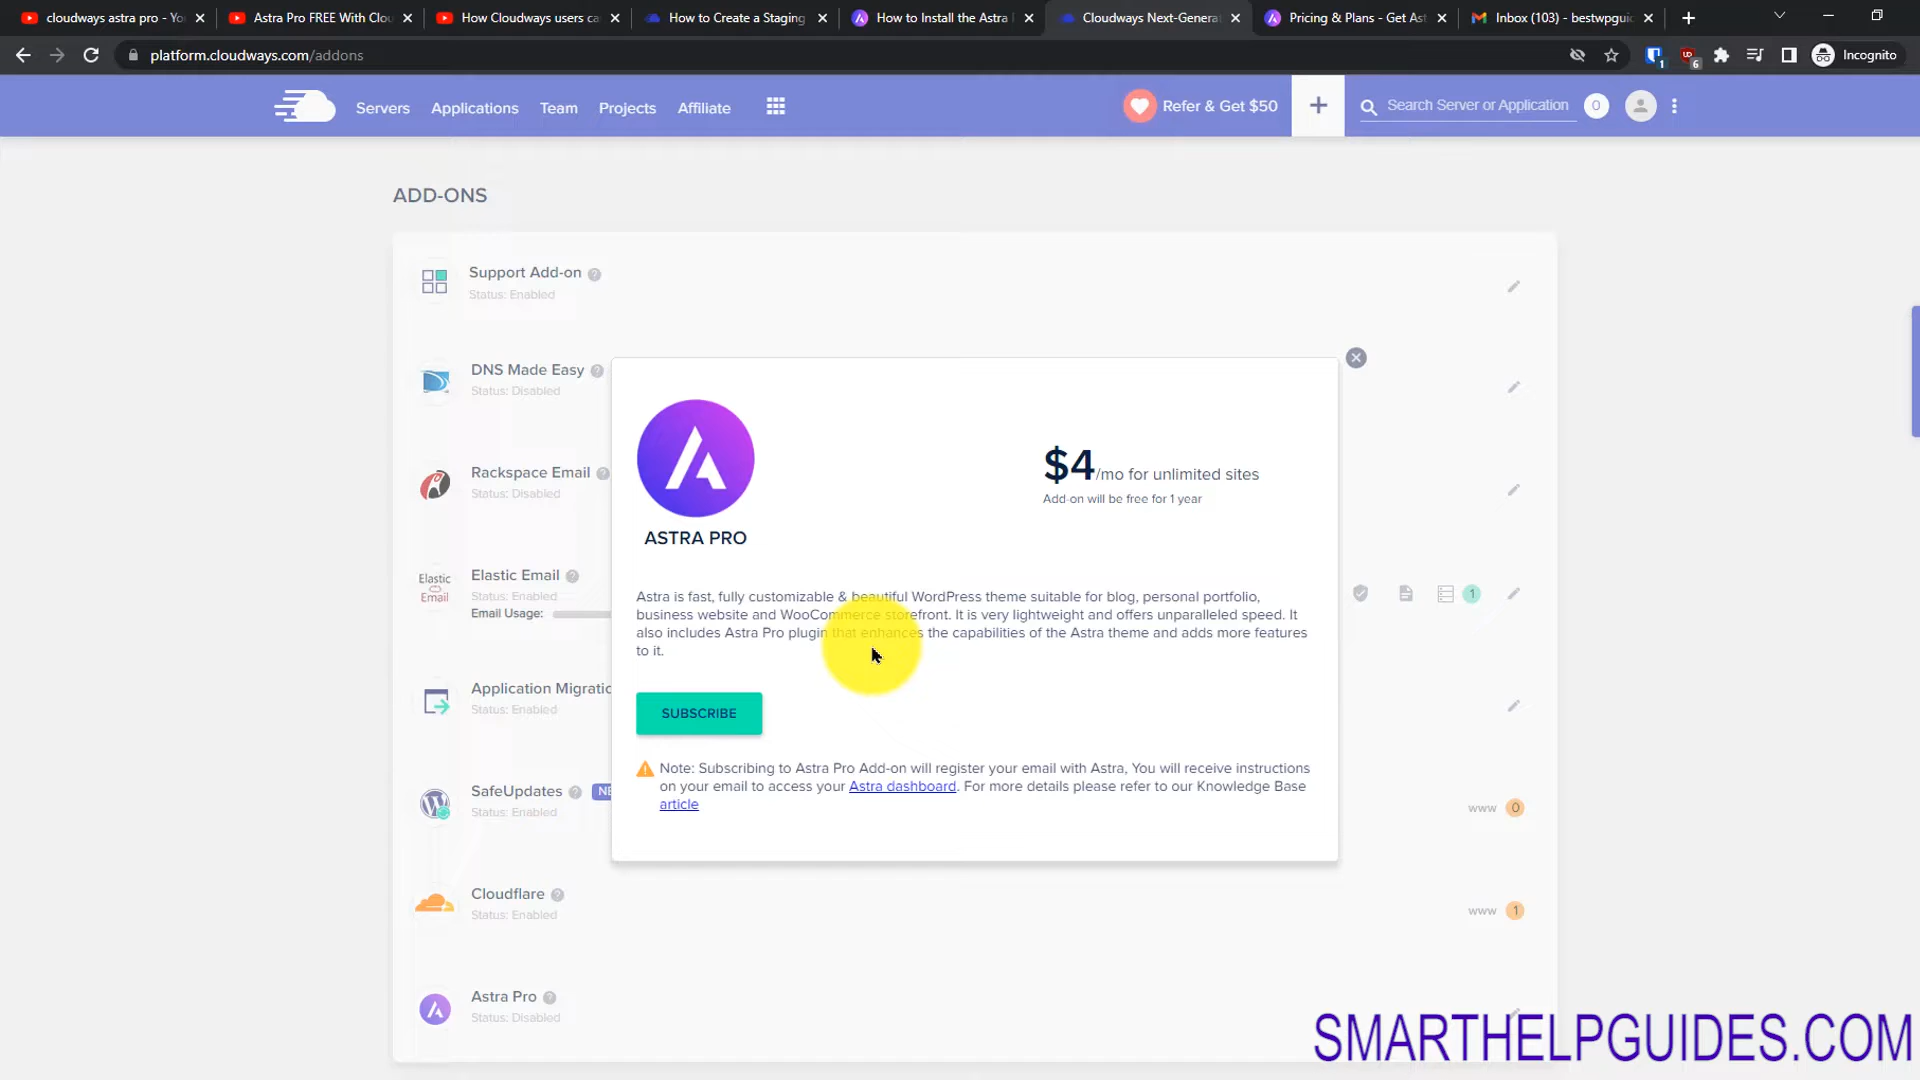 cloudways astra pro - Yo
Astra Pro FREE With Clou
How Cloudways users ca
How to Create a Staging
How to Install the Astra
Cloudways Next-Genera
Pricing & Plans - Get Ast
Inbox (103) - bestwpgui
platform.cloudways.com/addons
1
6
Incognito
Servers
Applications
Team
Projects
Affiliate
Refer & Get $50
+
Search Server or Application
0
ADD-ONS
Support Add-on
Status: Enabled
DNS Made Easy
Status: Disabled
Rackspace Email
Status: Disabled
Elastic Email
Elastic Email
Status: Enabled
Email Usage:
1
Application Migratio
Status: Enabled
SafeUpdates
NE
Status: Enabled
www 0
Cloudflare
Status: Enabled
www 1
Astra Pro
Status: Disabled
ASTRA PRO
$4/mo for unlimited sites
Add-on will be free for 1 year
Astra is fast, fully customizable & beautiful WordPress theme suitable for blog, personal portfolio,
business website and WooCommerce storefront. It is very lightweight and offers unparalleled speed. It
also includes Astra Pro plugin that enhances the capabilities of the Astra theme and adds more features
to it.
SUBSCRIBE
Note: Subscribing to Astra Pro Add-on will register your email with Astra, You will receive instructions
on your email to access your Astra dashboard. For more details please refer to our Knowledge Base
article
SMARTHELPGUIDES.COM